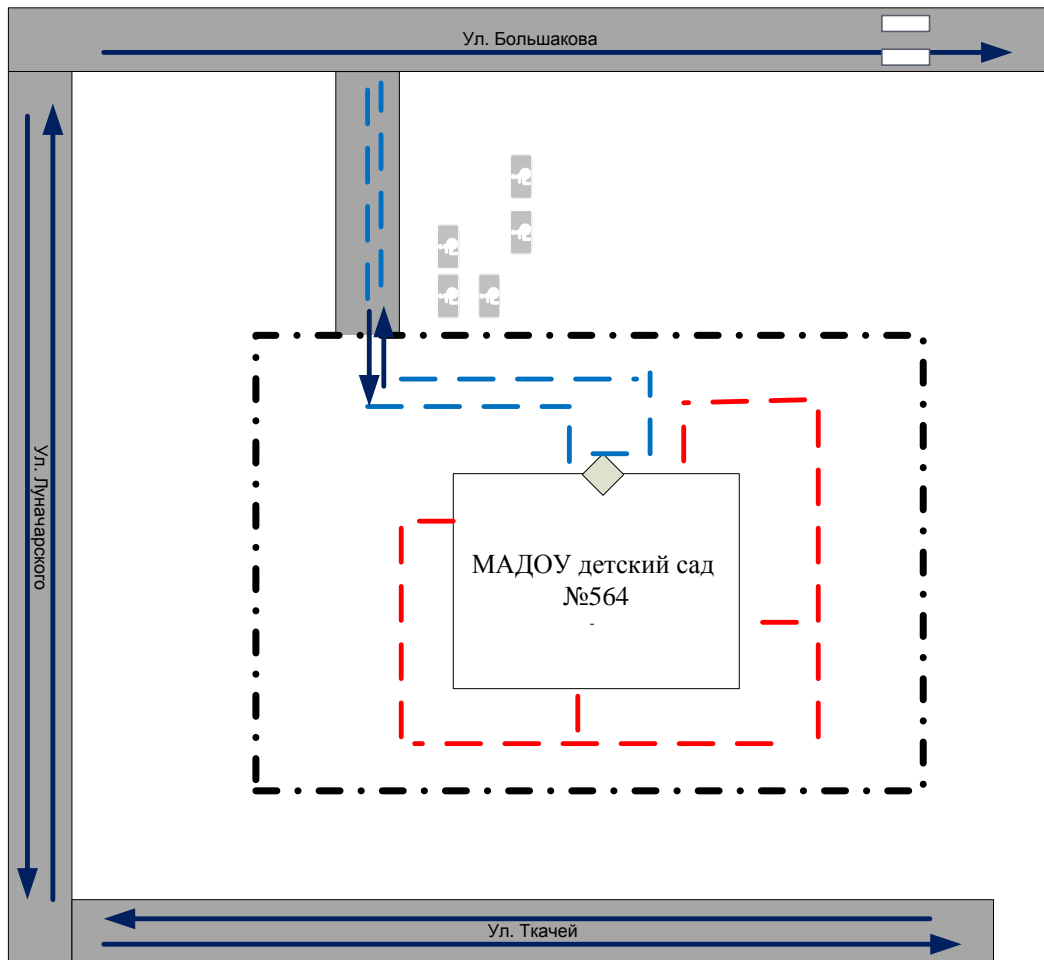 Ул. Большакова
Ул. Луначарского
МАДОУ детский сад
№564
-
Ул. Ткачей